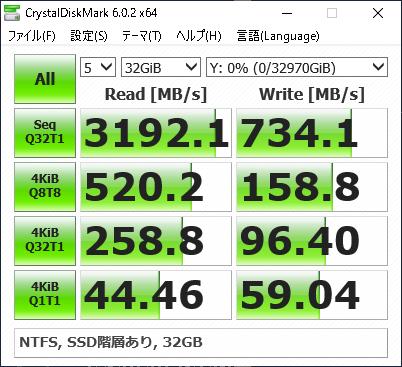 CrystalDiskMark 6.0.2 x64
ファイル(F) 設定(S) テーマ(T) ヘルプ(H) 言語(Language)
All 5 32GiB Y: 0% (0/32970GiB)
Read [MB/s] Write [MB/s]
Seq Q32T1 3192.1 734.1
4KiB Q8T8 520.2 158.8
4KiB Q32T1 258.8 96.40
4KiB Q1T1 44.46 59.04
NTFS, SSD階層あり, 32GB